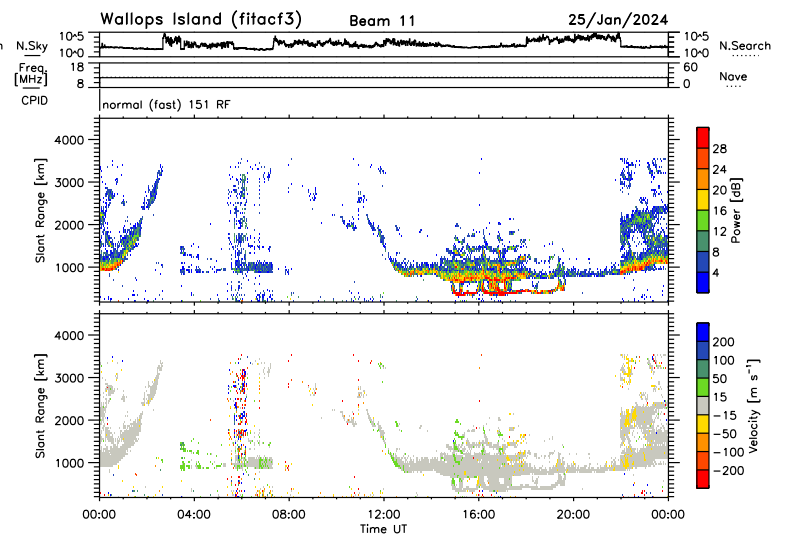 Wallops Island (fitacf3) Beam 11 25/Jan/2024
n N.Sky 10^5 10^0 10^5 10^0 N.Search
Freq. [MHz] 18 8 60 0 Nave
CPID normal (fast) 151 RF
Slant Range [km] 4000 3000 2000 1000
Power [dB] 28 24 20 16 12 8 4
Slant Range [km] 4000 3000 2000 1000
Velocity [m s⁻¹] 200 100 50 15 −15 −50 −100 −200
00:00 04:00 08:00 12:00 16:00 20:00 00:00
Time UT